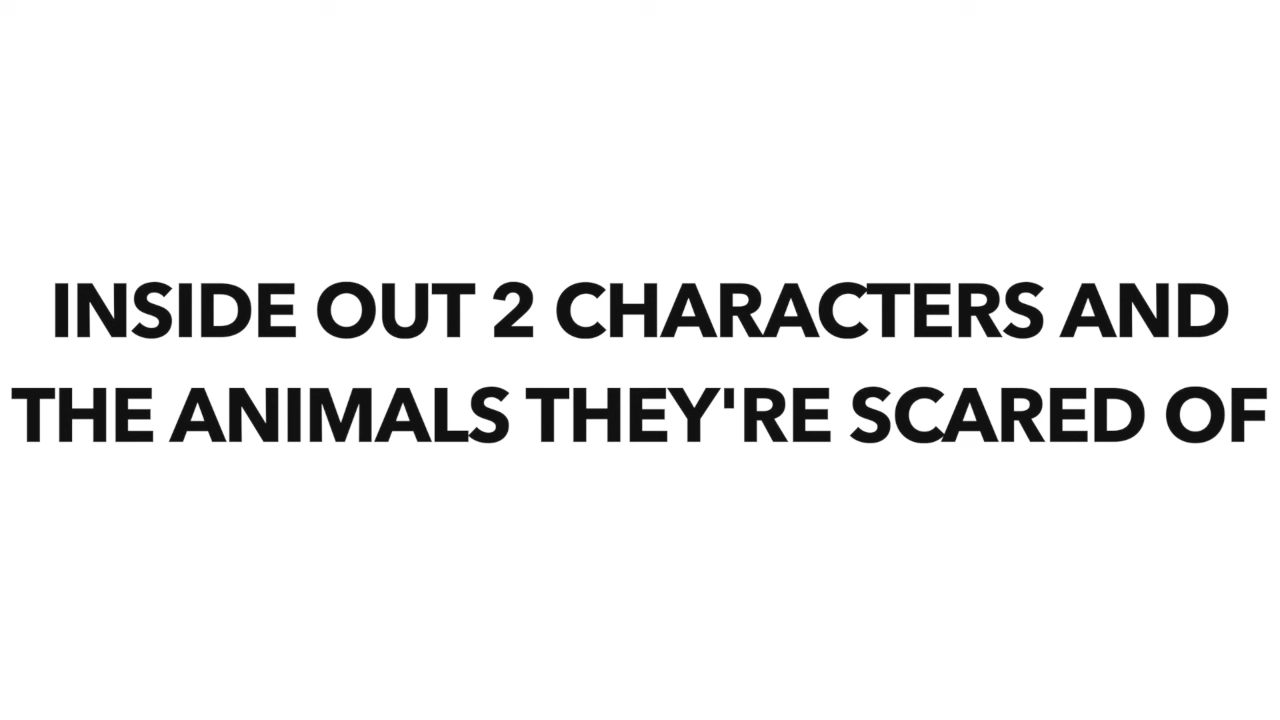 INSIDE OUT 2 CHARACTERS AND
THE ANIMALS THEY'RE SCARED OF